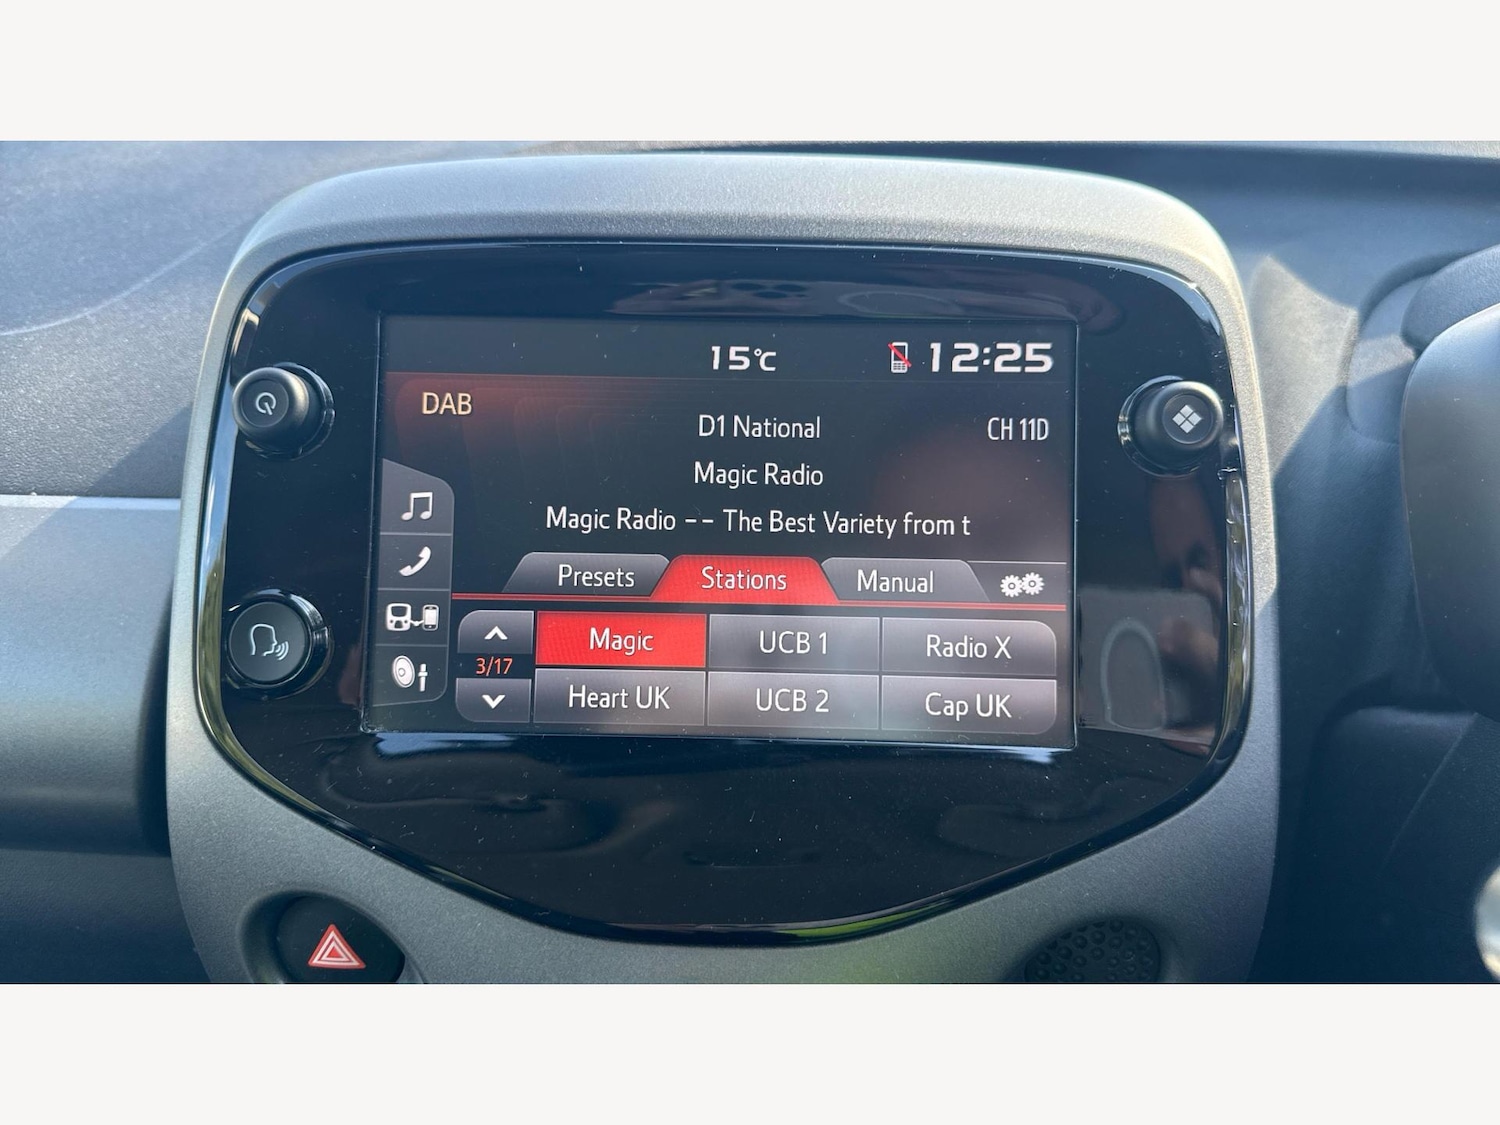 15°C 12:25
DAB
D1 National CH 11D
Magic Radio
Magic Radio -- The Best Variety from t
Presets Stations Manual
Magic UCB 1 Radio X
3/17
Heart UK UCB 2 Cap UK